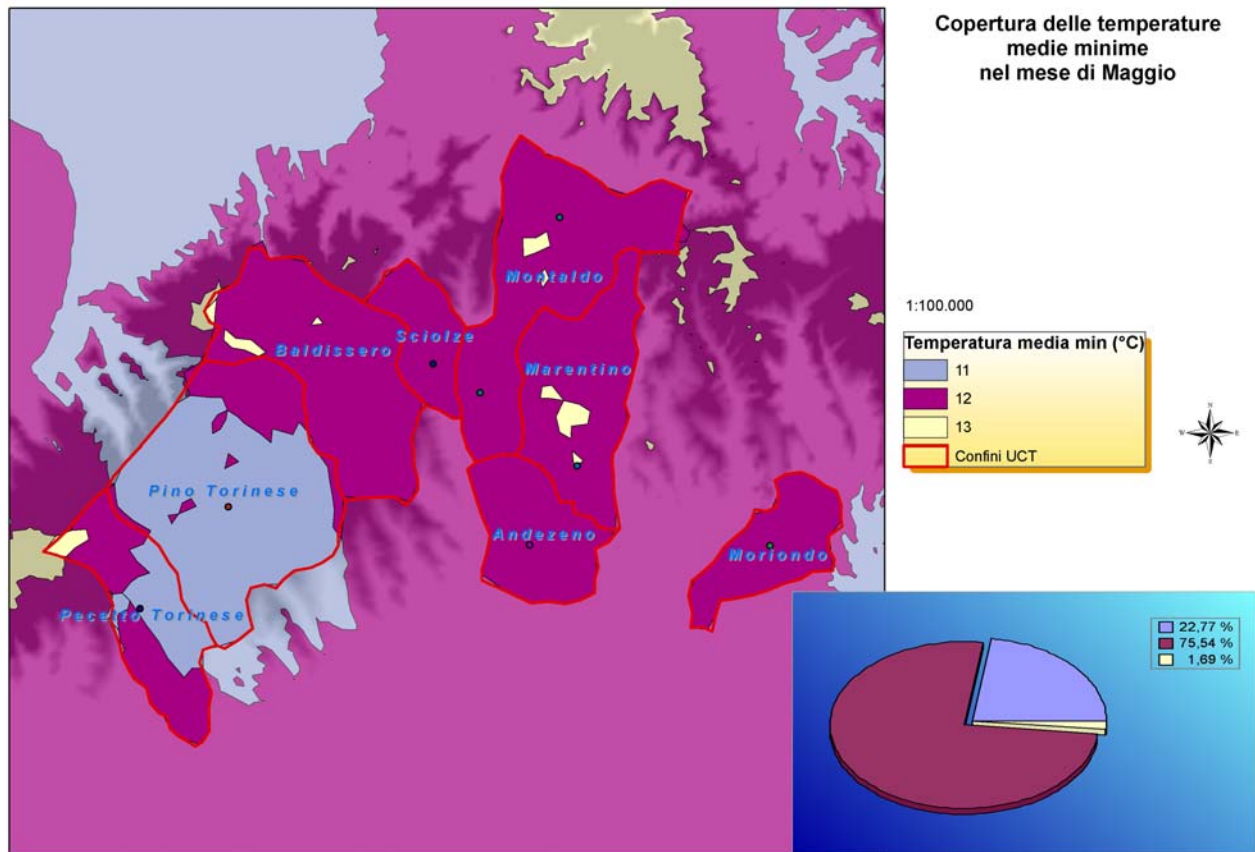 Copertura delle temperature
medie minime
nel mese di Maggio
Montaldo
Sciolze
Baldissero
Marentino
Pino Torinese
Andezeno
Moriondo
Pecetto Torinese
1:100.000
Temperatura media min (°C)
11
12
13
Confini UCT
N
W E
S
22,77 %
75,54 %
1,69 %